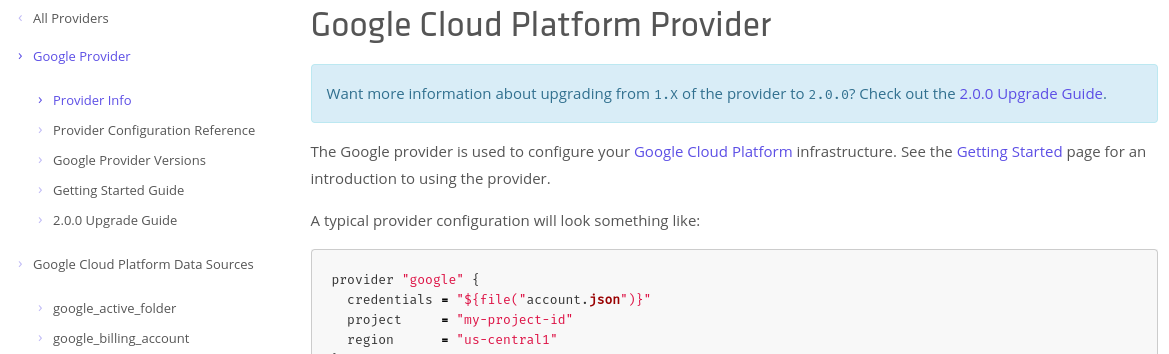 All Providers
Google Provider
Provider Info
Provider Configuration Reference
Google Provider Versions
Getting Started Guide
2.0.0 Upgrade Guide
Google Cloud Platform Data Sources
google_active_folder
google_billing_account
Google Cloud Platform Provider
Want more information about upgrading from 1.X of the provider to 2.0.0? Check out the 2.0.0 Upgrade Guide.
The Google provider is used to configure your Google Cloud Platform infrastructure. See the Getting Started page for an
introduction to using the provider.
A typical provider configuration will look something like:
provider "google" {
  credentials = "${file("account.json")}"
  project     = "my-project-id"
  region      = "us-central1"